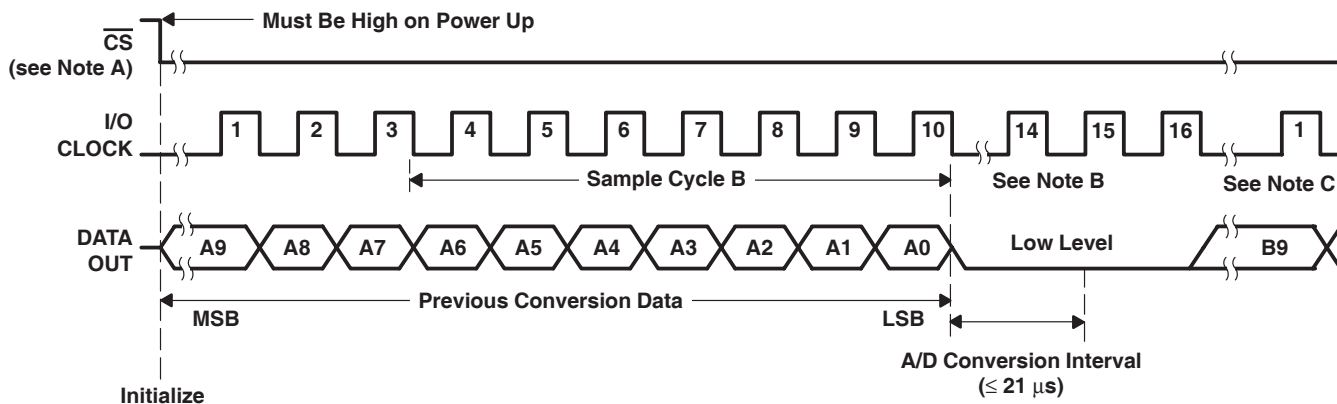 Must Be High on Power Up
CS
(see Note A)
I/O
CLOCK
1 2 3 4 5 6 7 8 9 10 14 15 16 1
Sample Cycle B
See Note B
See Note C
DATA
OUT
A9 A8 A7 A6 A5 A4 A3 A2 A1 A0
Low Level
B9
Previous Conversion Data
MSB
LSB
A/D Conversion Interval
(≤ 21 μs)
Initialize